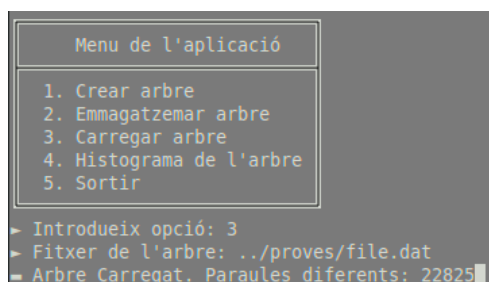 Menu de l'aplicació
1. Crear arbre
2. Emmagatzemar arbre
3. Carregar arbre
4. Histograma de l'arbre
5. Sortir
► Introdueix opció: 3
► Fitxer de l'arbre: ../proves/file.dat
▬ Arbre Carregat. Paraules diferents: 22825